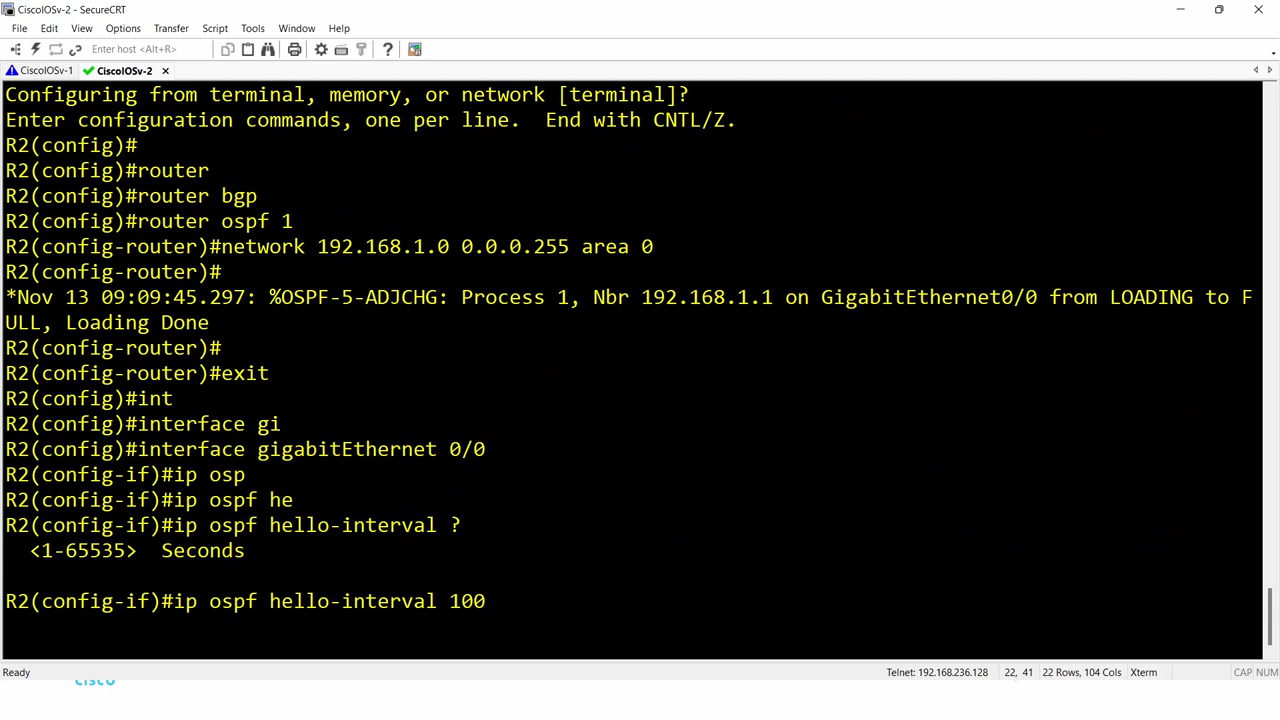 CiscoIOSv-2 - SecureCRT
File Edit View Options Transfer Script Tools Window Help
Enter host <Alt+R>
CiscoIOSv-1 CiscoIOSv-2
Configuring from terminal, memory, or network [terminal]?
Enter configuration commands, one per line.  End with CNTL/Z.
R2(config)#
R2(config)#router
R2(config)#router bgp
R2(config)#router ospf 1
R2(config-router)#network 192.168.1.0 0.0.0.255 area 0
R2(config-router)#
*Nov 13 09:09:45.297: %OSPF-5-ADJCHG: Process 1, Nbr 192.168.1.1 on GigabitEthernet0/0 from LOADING to F
ULL, Loading Done
R2(config-router)#
R2(config-router)#exit
R2(config)#int
R2(config)#interface gi
R2(config)#interface gigabitEthernet 0/0
R2(config-if)#ip osp
R2(config-if)#ip ospf he
R2(config-if)#ip ospf hello-interval ?
  <1-65535>  Seconds
R2(config-if)#ip ospf hello-interval 100
Ready Telnet: 192.168.236.128 22, 41 22 Rows, 104 Cols Xterm CAP NUM
cisco